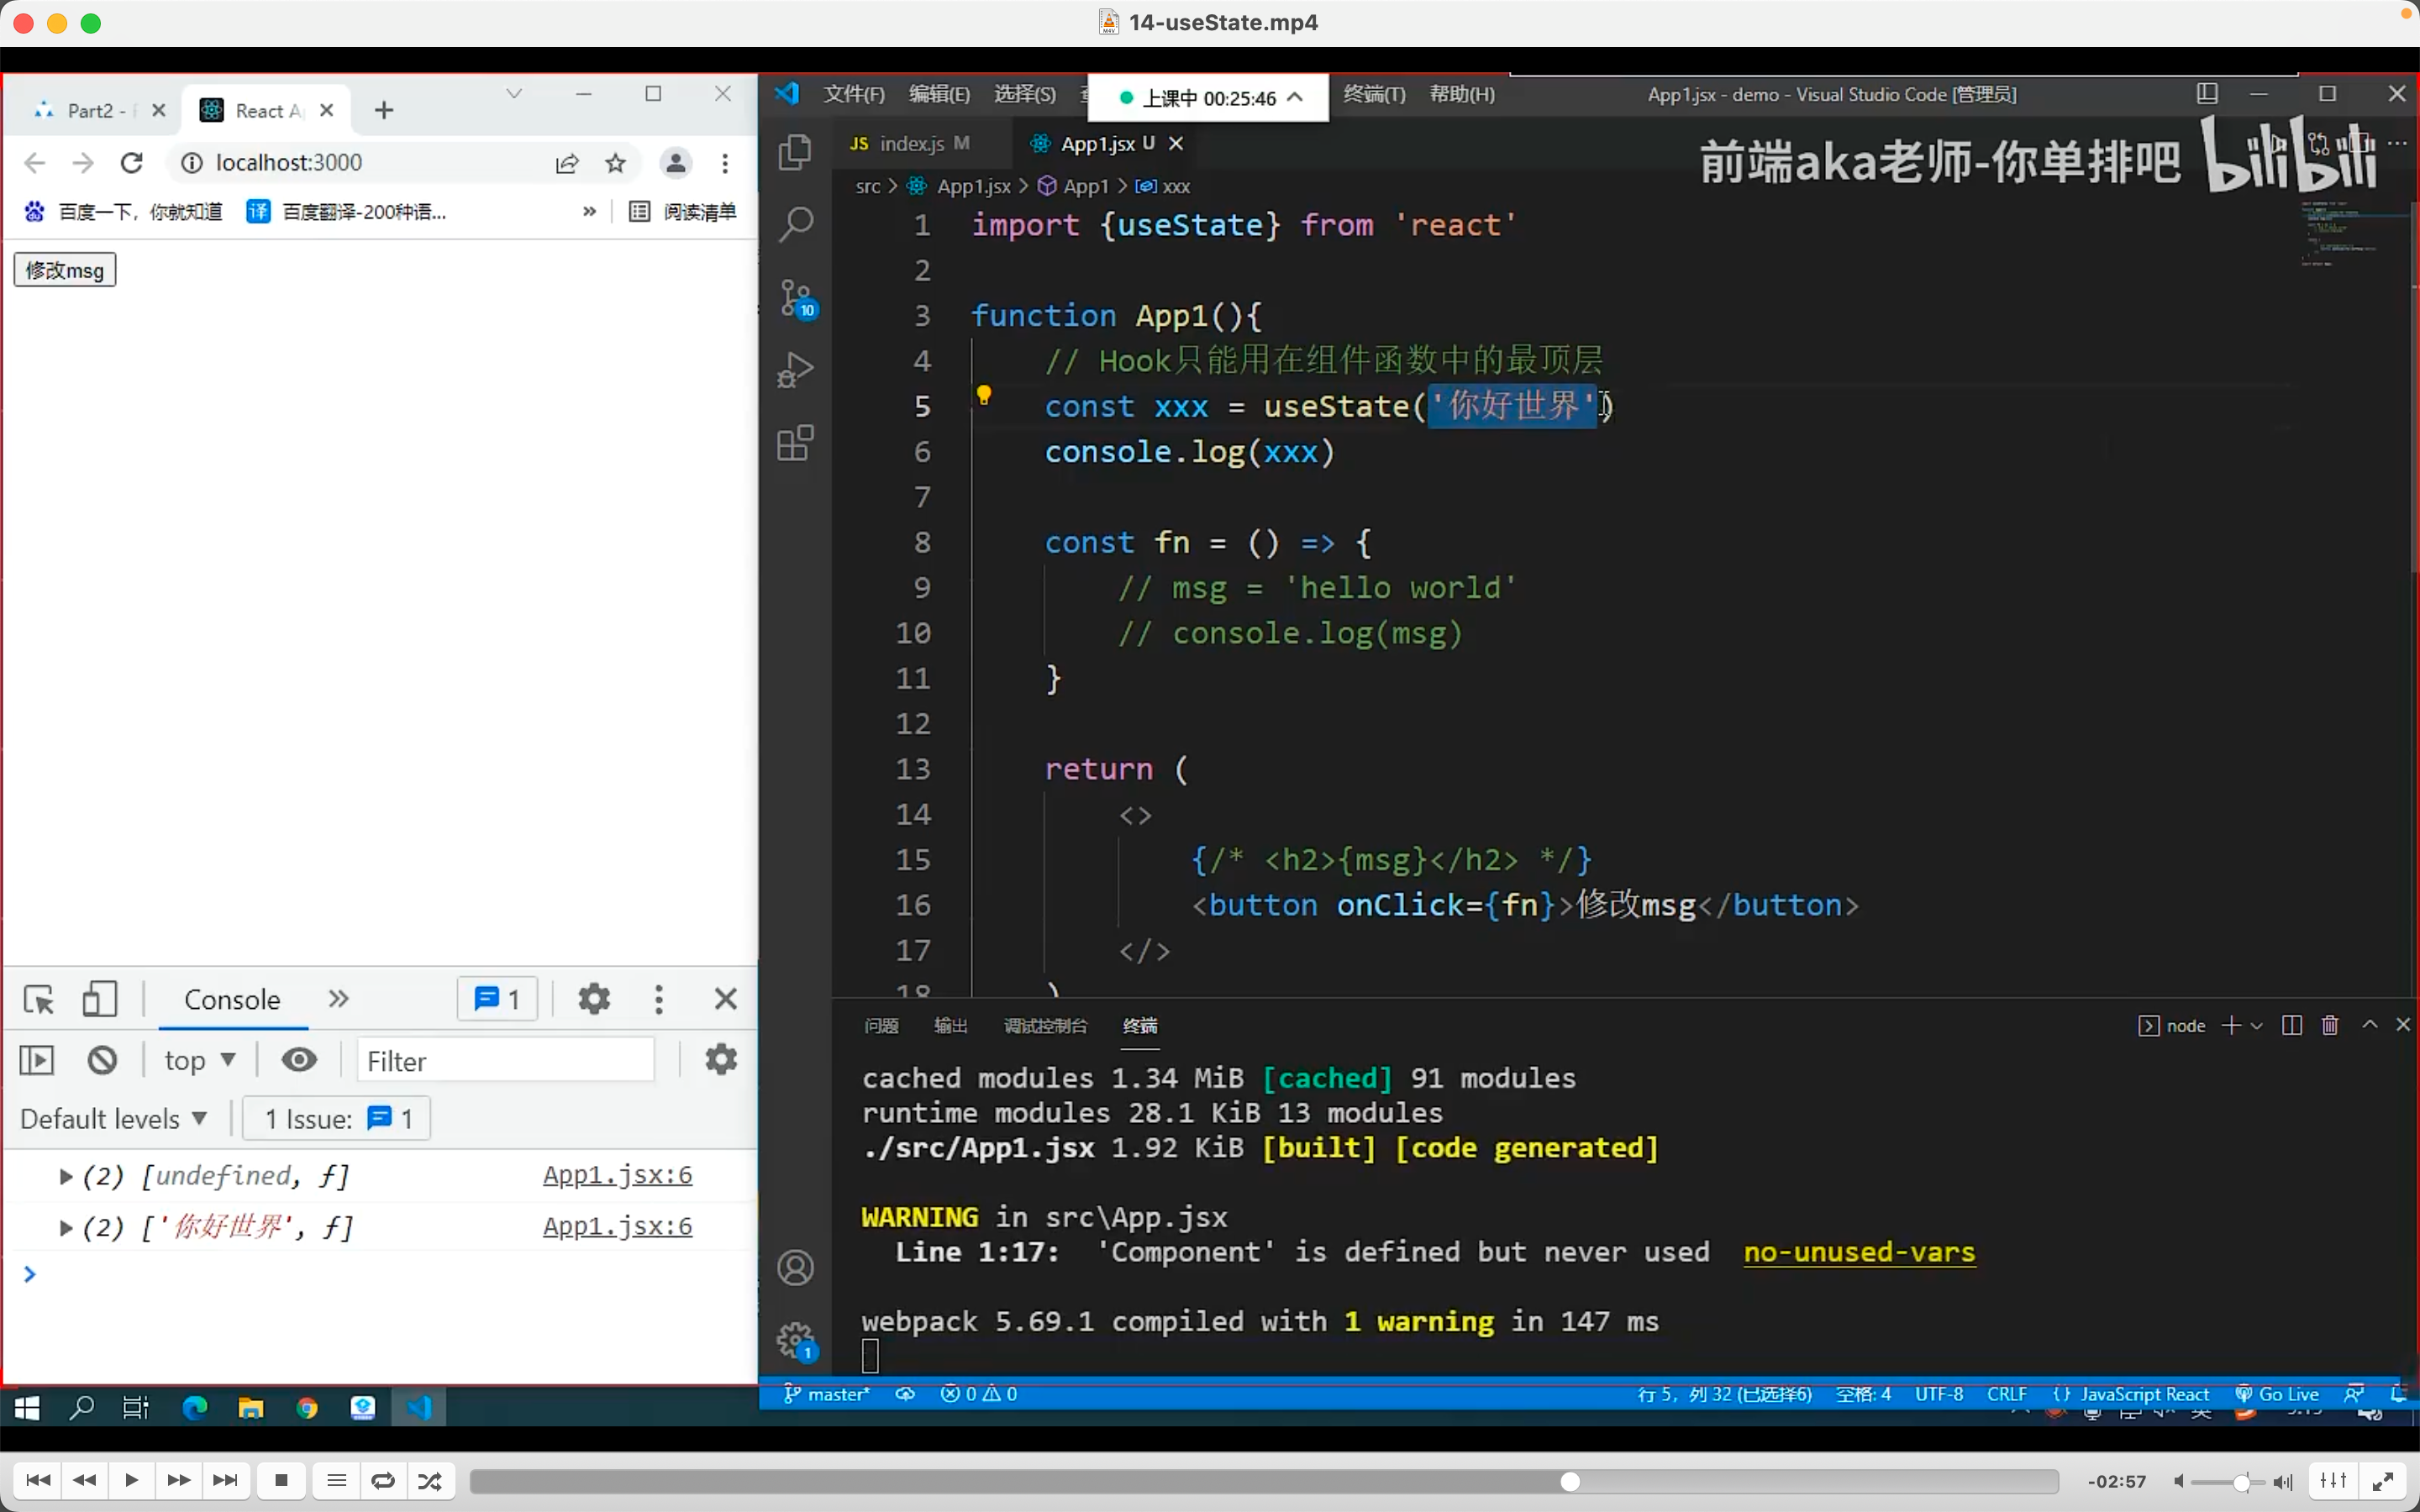 14-useState.mp4
Part2 -
React A
localhost:3000
百度一下，你就知道
译 百度翻译-200种语...
»
阅读清单
修改msg
Console
»
1
top
Filter
Default levels
1 Issue: 1
(2) [undefined, f]
App1.jsx:6
(2) ['你好世界', f]
App1.jsx:6
文件(F) 编辑(E) 选择(S)
上课中 00:25:46
终端(T) 帮助(H)
App1.jsx - demo - Visual Studio Code [管理员]
JS index.js M
App1.jsx U
前端aka老师-你单排吧 bilibili
src > App1.jsx > App1 > xxx
10
1 import {useState} from 'react'
2
3 function App1(){
4 // Hook只能用在组件函数中的最顶层
5 const xxx = useState('你好世界')
6 console.log(xxx)
7
8 const fn = () => {
9 // msg = 'hello world'
10 // console.log(msg)
11 }
12
13 return (
14 <>
15 {/* <h2>{msg}</h2> */}
16 <button onClick={fn}>修改msg</button>
17 </>
18 )
问题 输出 调试控制台 终端
node
cached modules 1.34 MiB [cached] 91 modules
runtime modules 28.1 KiB 13 modules
./src/App1.jsx 1.92 KiB [built] [code generated]
WARNING in src\App.jsx
Line 1:17: 'Component' is defined but never used no-unused-vars
webpack 5.69.1 compiled with 1 warning in 147 ms
1
master*
0 0
行 5，列 32 (已选择6) 空格: 4 UTF-8 CRLF {} JavaScript React Go Live
-02:57